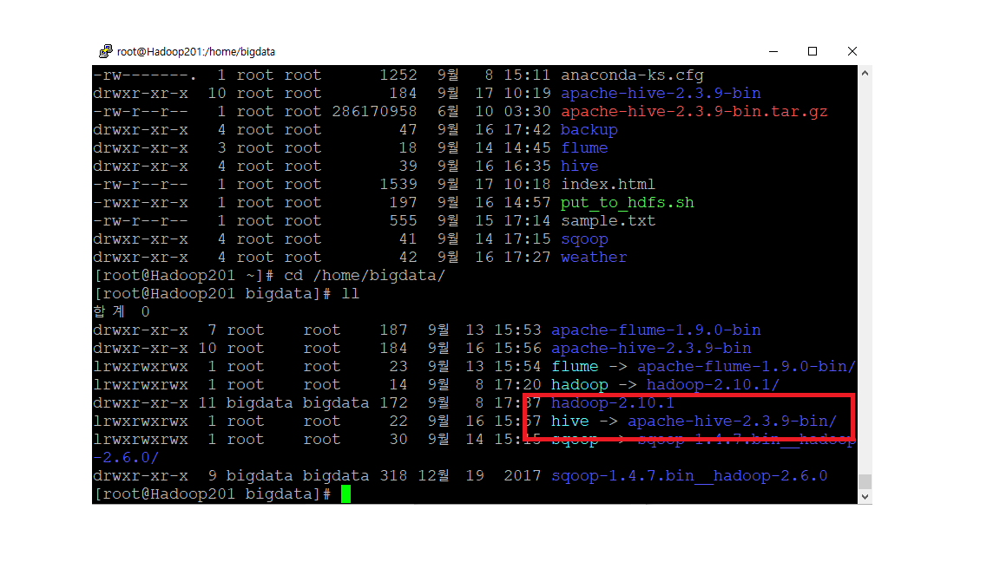 root@Hadoop201:/home/bigdata
-rw-------. 1 root root 1252 9월 8 15:11 anaconda-ks.cfg
drwxr-xr-x 10 root root 184 9월 17 10:19 apache-hive-2.3.9-bin
-rw-r--r-- 1 root root 286170958 6월 10 03:30 apache-hive-2.3.9-bin.tar.gz
drwxr-xr-x 4 root root 47 9월 16 17:42 backup
drwxr-xr-x 3 root root 18 9월 14 14:45 flume
drwxr-xr-x 4 root root 39 9월 16 16:35 hive
-rw-r--r-- 1 root root 1539 9월 17 10:18 index.html
-rwxr-xr-x 1 root root 197 9월 16 14:57 put_to_hdfs.sh
-rw-r--r-- 1 root root 555 9월 15 17:14 sample.txt
drwxr-xr-x 4 root root 41 9월 14 17:15 sqoop
drwxr-xr-x 4 root root 42 9월 16 17:27 weather
[root@Hadoop201 ~]# cd /home/bigdata/
[root@Hadoop201 bigdata]# ll
합계 0
drwxr-xr-x 7 root root 187 9월 13 15:53 apache-flume-1.9.0-bin
drwxr-xr-x 10 root root 184 9월 16 15:56 apache-hive-2.3.9-bin
lrwxrwxrwx 1 root root 23 9월 13 15:54 flume -> apache-flume-1.9.0-bin/
lrwxrwxrwx 1 root root 14 9월 8 17:20 hadoop -> hadoop-2.10.1/
drwxr-xr-x 11 bigdata bigdata 172 9월 8 17:37 hadoop-2.10.1
lrwxrwxrwx 1 root root 22 9월 16 15:57 hive -> apache-hive-2.3.9-bin/
lrwxrwxrwx 1 root root 30 9월 14 15:15 sqoop -> sqoop-1.4.7.bin__hadoop
-2.6.0/
drwxr-xr-x 9 bigdata bigdata 318 12월 19 2017 sqoop-1.4.7.bin__hadoop-2.6.0
[root@Hadoop201 bigdata]#